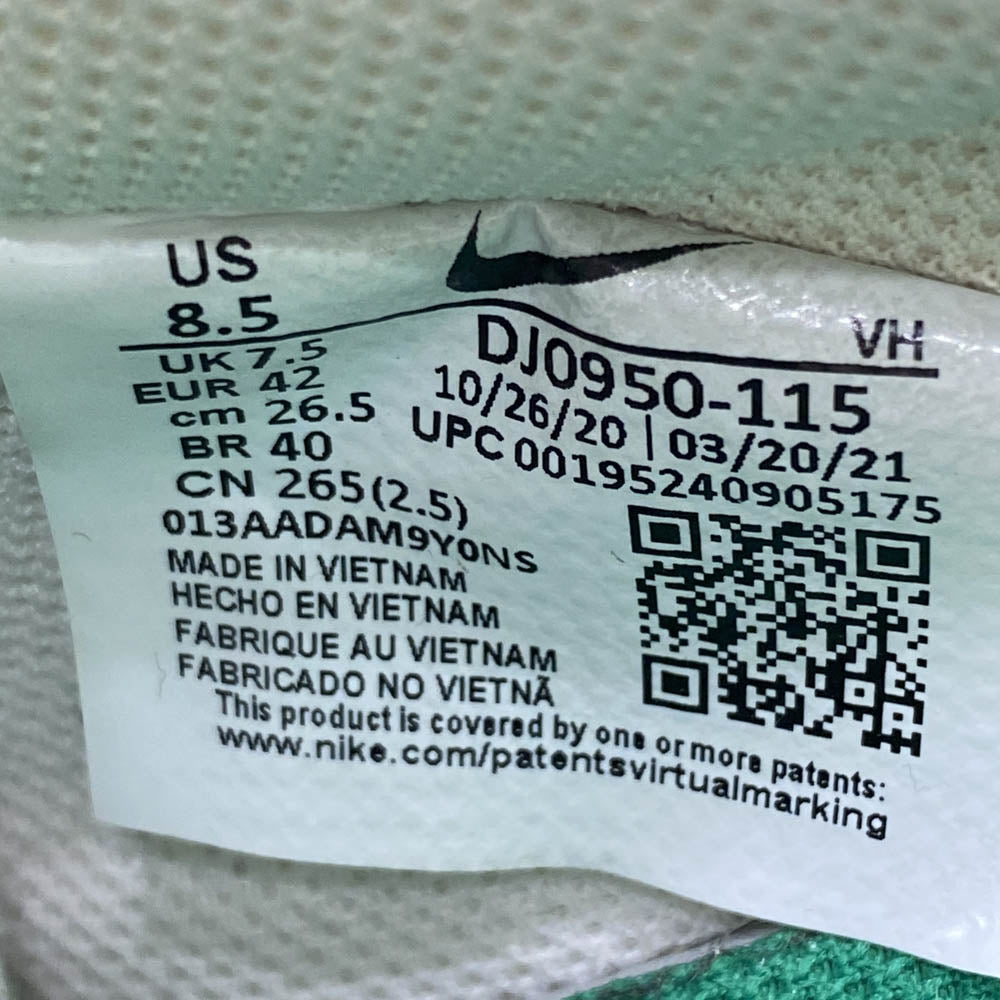 US
8.5
VH
UK 7.5
EUR 42
cm 26.5
BR 40
CN 265(2.5)
DJ0950-115
10/26/20 | 03/20/21
UPC 00195240905175
013AADAM9Y0NS
MADE IN VIETNAM
HECHO EN VIETNAM
FABRIQUE AU VIETNAM
FABRICADO NO VIETNÃ
This product is covered by one or more patents:
www.nike.com/patentsvirtualmarking